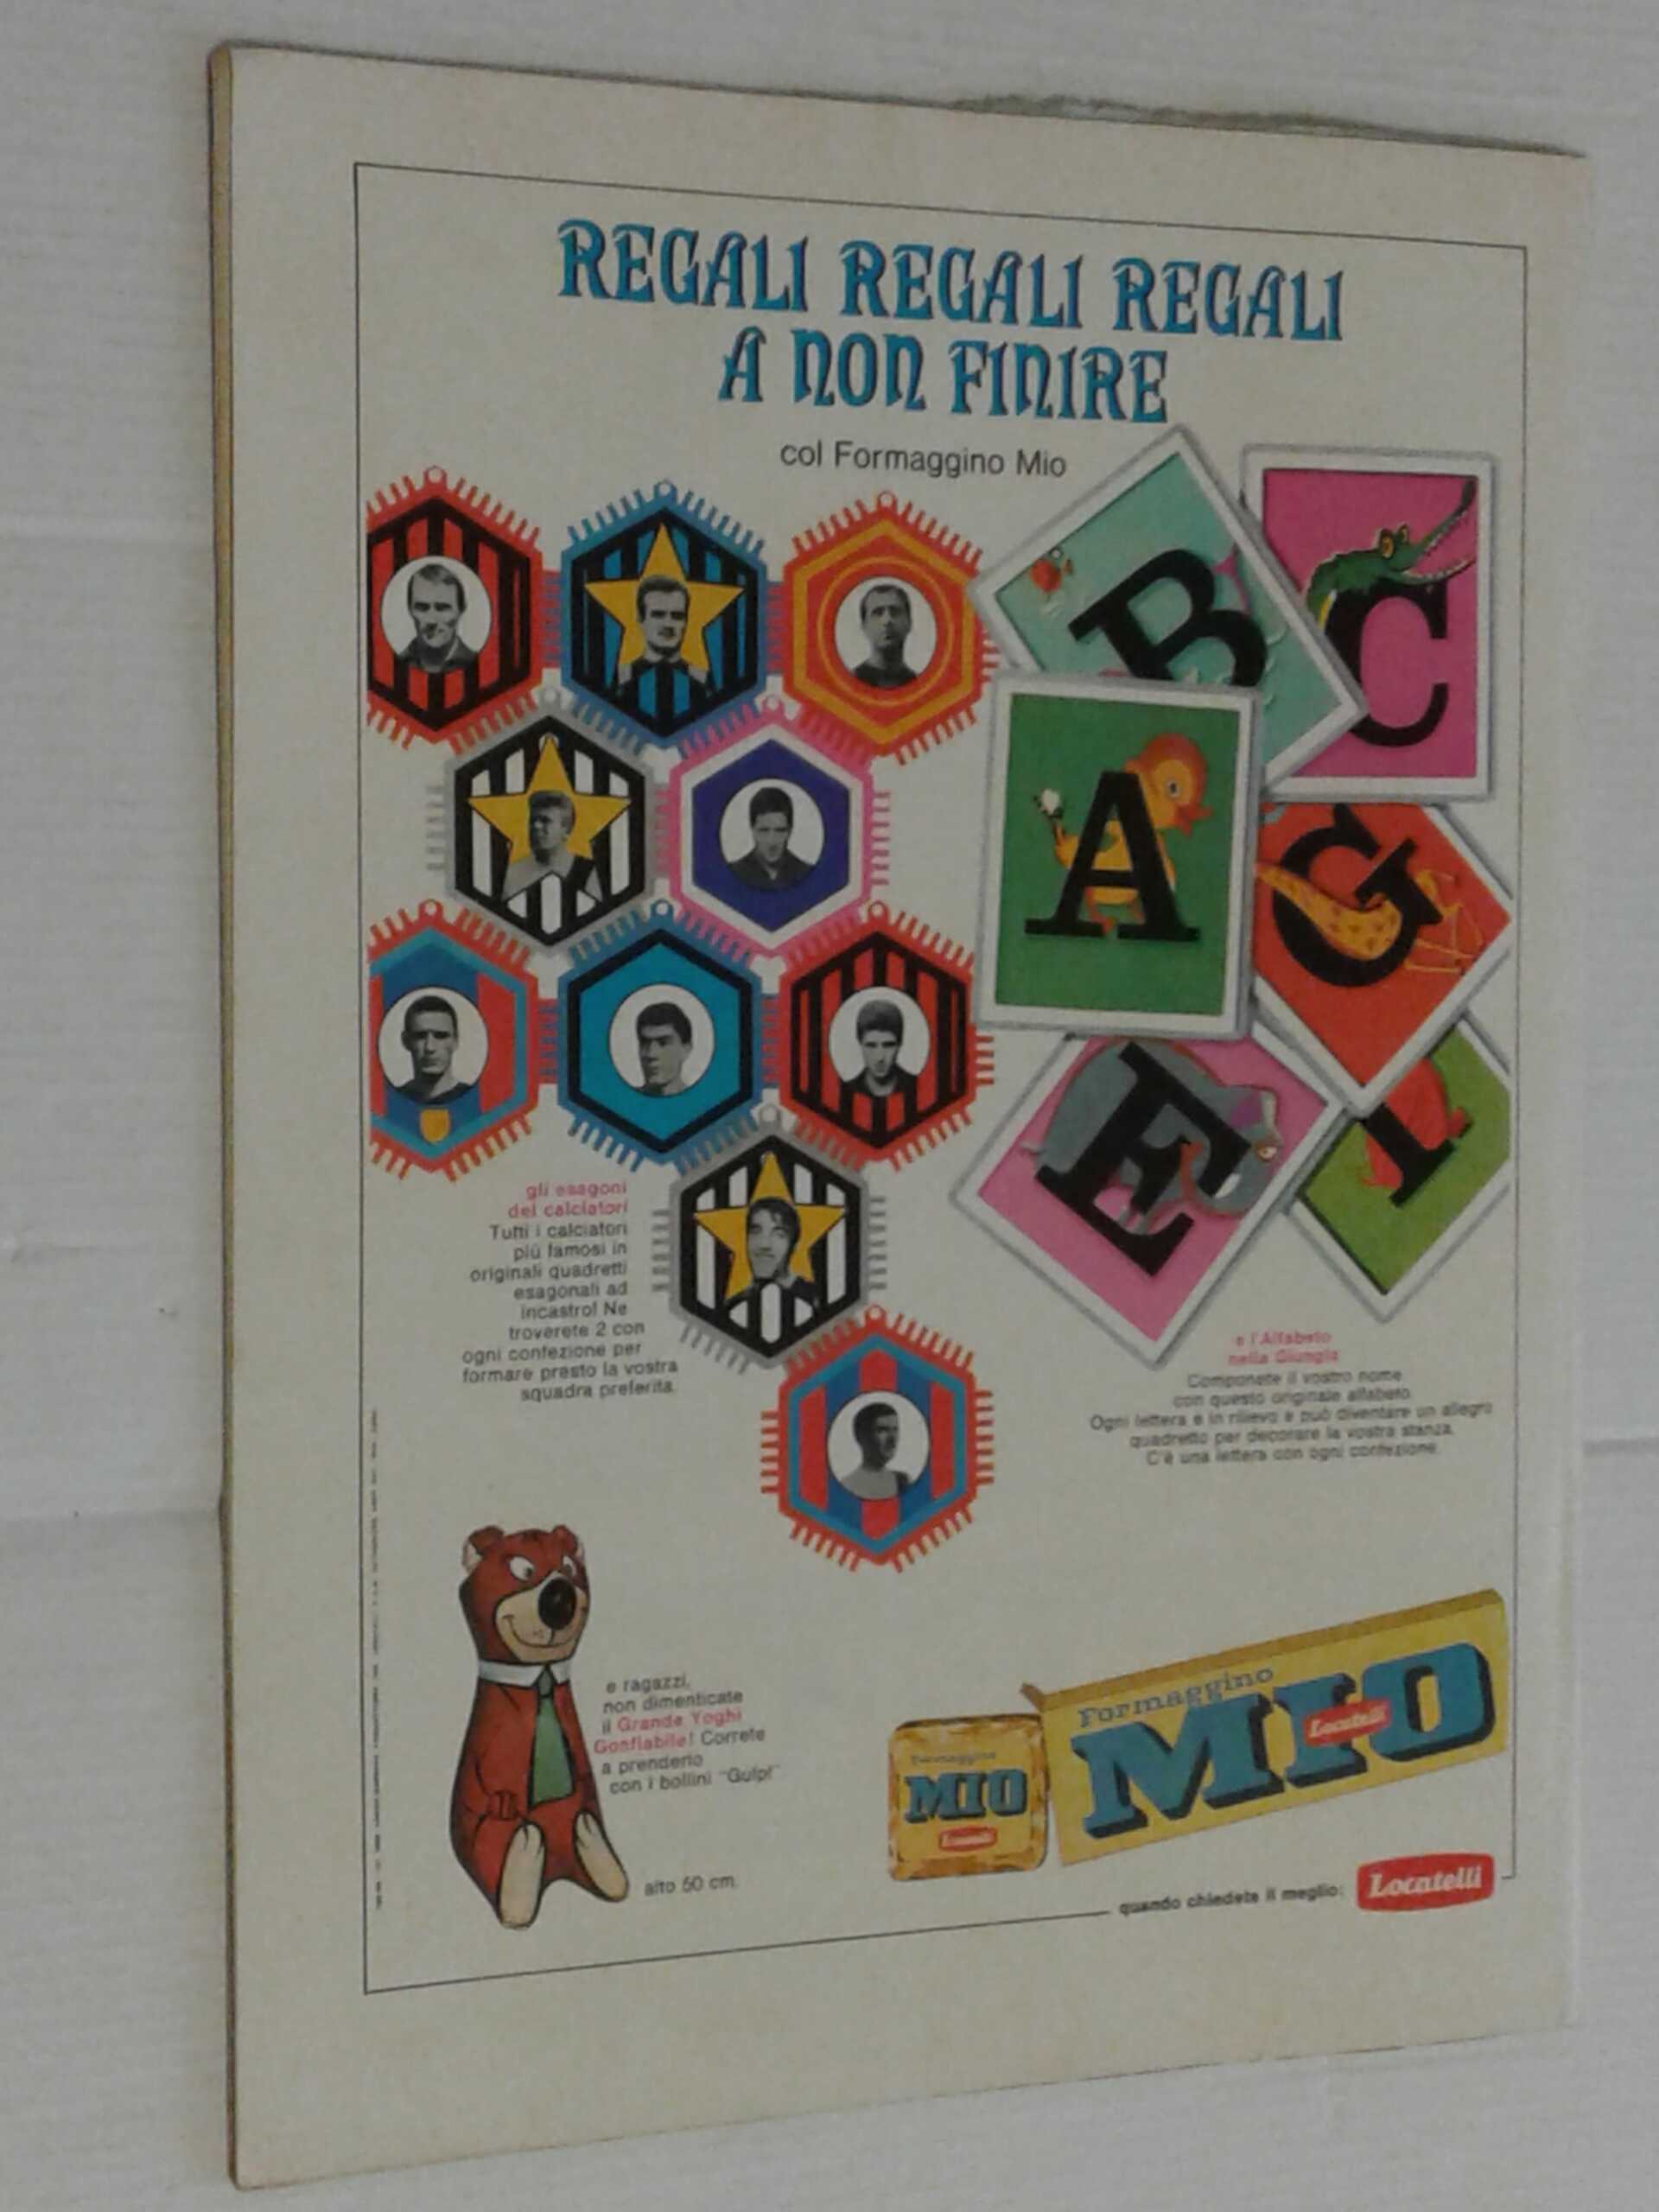 REGALI REGALI REGALI
A NON FINIRE
col Formaggino Mio
B
C
A
G
E
I
gli esagoni
dei calciatori
Tutti i calciatori
più famosi in
originali quadretti
esagonali ad
incastro! Ne
troverete 2 con
ogni confezione per
formare presto la vostra
squadra preferita.
e l'Alfabeto
nella Giungla
Componete il vostro nome
con questo originale alfabeto.
Ogni lettera è in rilievo e può diventare un allegro
quadretto per decorare la vostra stanza.
C'è una lettera con ogni confezione.
e ragazzi,
non dimenticate
il Grande Yoghi
Gonfiabile! Correte
a prenderlo
con i bollini "Gulp!"
alto 50 cm.
Formaggino
MIO
Locatelli
Formaggino
MIO
Locatelli
quando chiedete il meglio:
Locatelli